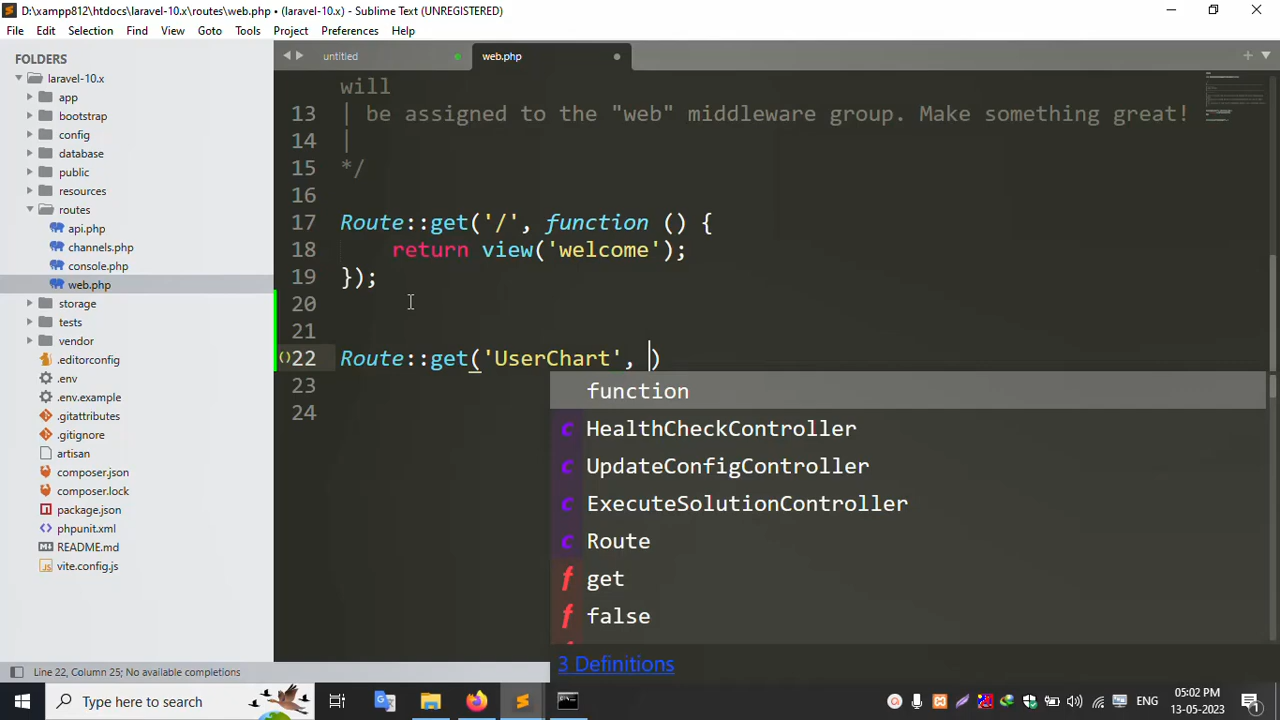 D:\xampp812\htdocs\laravel-10.x\routes\web.php • (laravel-10.x) - Sublime Text (UNREGISTERED)
File Edit Selection Find View Goto Tools Project Preferences Help
FOLDERS
laravel-10.x
app
bootstrap
config
database
public
resources
routes
api.php
channels.php
console.php
web.php
storage
tests
vendor
.editorconfig
.env
.env.example
.gitattributes
.gitignore
artisan
composer.json
composer.lock
package.json
phpunit.xml
README.md
vite.config.js
untitled web.php
will
13 | be assigned to the "web" middleware group. Make something great!
14 |
15 */
16
17 Route::get('/', function () {
18 return view('welcome');
19 });
20
21
22 Route::get('UserChart', )
23
24
function
c HealthCheckController
c UpdateConfigController
c ExecuteSolutionController
c Route
f get
f false
3 Definitions
Line 22, Column 25; No available completions
Type here to search
ENG
05:02 PM
13-05-2023
1